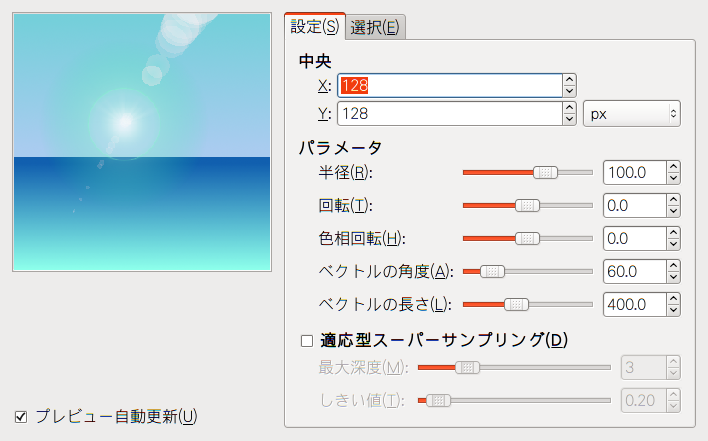 設定(S) 選択(E)
中央
X: 128
Y: 128 px
パラメータ
半径(R): 100.0
回転(T): 0.0
色相回転(H): 0.0
ベクトルの角度(A): 60.0
ベクトルの長さ(L): 400.0
適応型スーパーサンプリング(D)
最大深度(M): 3
しきい値(T): 0.20
プレビュー自動更新(U)